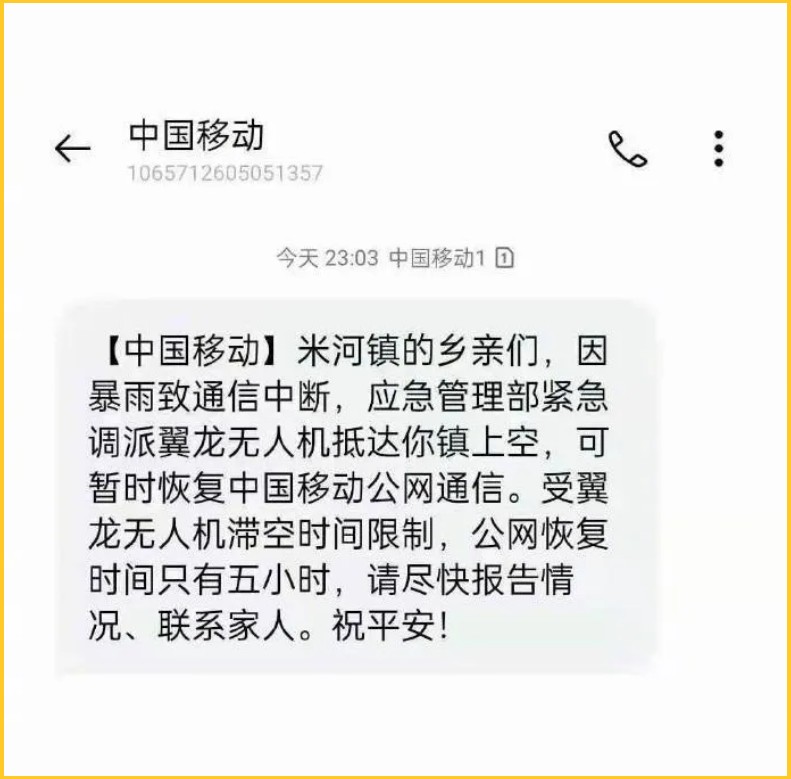 中国移动
1065712605051357
今天 23:03 中国移动1 1
【中国移动】米河镇的乡亲们，因
暴雨致通信中断，应急管理部紧急
调派翼龙无人机抵达你镇上空，可
暂时恢复中国移动公网通信。受翼
龙无人机滞空时间限制，公网恢复
时间只有五小时，请尽快报告情
况、联系家人。祝平安！